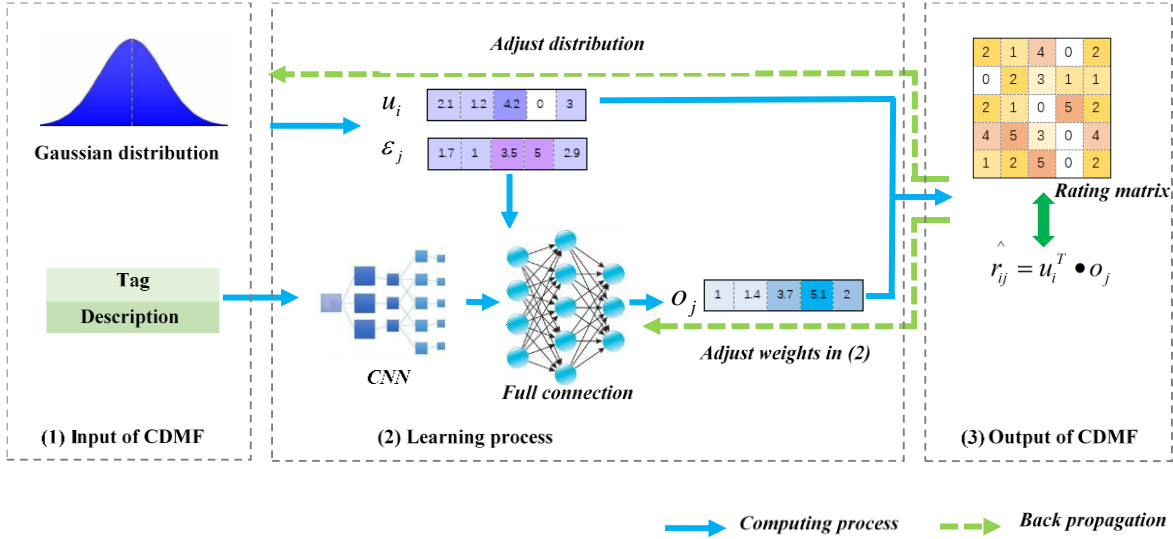 Adjust distribution
Gaussian distribution
u_i 2.1 1.2 4.2 0 3
ε_j 1.7 1 3.5 5 2.9
2 1 4 0 2
0 2 3 1 1
2 1 0 5 2
4 5 3 0 4
1 2 5 0 2
Rating matrix
r̂_ij = u_i^T • o_j
Tag
Description
CNN
Full connection
O_j 1 1.4 3.7 5.1 2
Adjust weights in (2)
(1) Input of CDMF
(2) Learning process
(3) Output of CDMF
Computing process
Back propagation